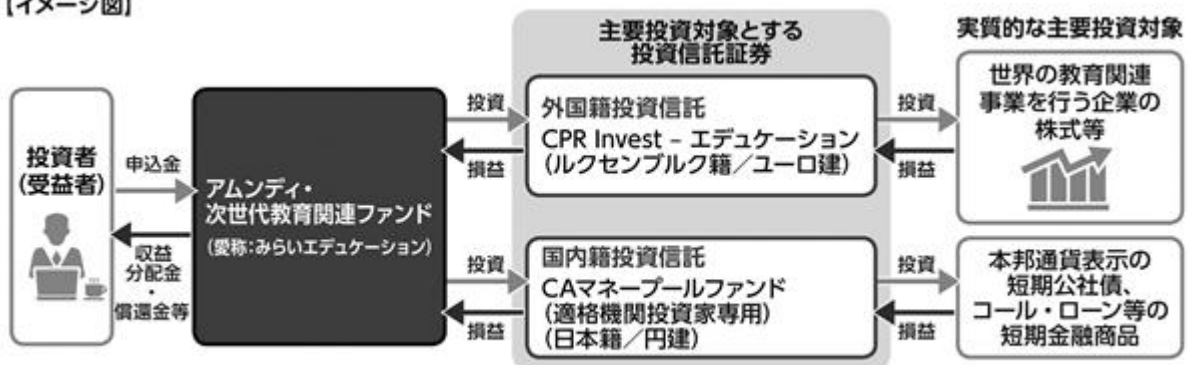 【イメージ図】
主要投資対象とする
投資信託証券
実質的な主要投資対象
投資者
(受益者)
申込金
収益
分配金
・
償還金等
アムンディ・
次世代教育関連ファンド
(愛称:みらいエデュケーション)
投資
損益
外国籍投資信託
CPR Invest – エデュケーション
(ルクセンブルク籍/ユーロ建)
投資
損益
世界の教育関連
事業を行う企業の
株式等
投資
損益
国内籍投資信託
CAマネープールファンド
(適格機関投資家専用)
(日本籍/円建)
投資
損益
本邦通貨表示の
短期公社債、
コール・ローン等の
短期金融商品